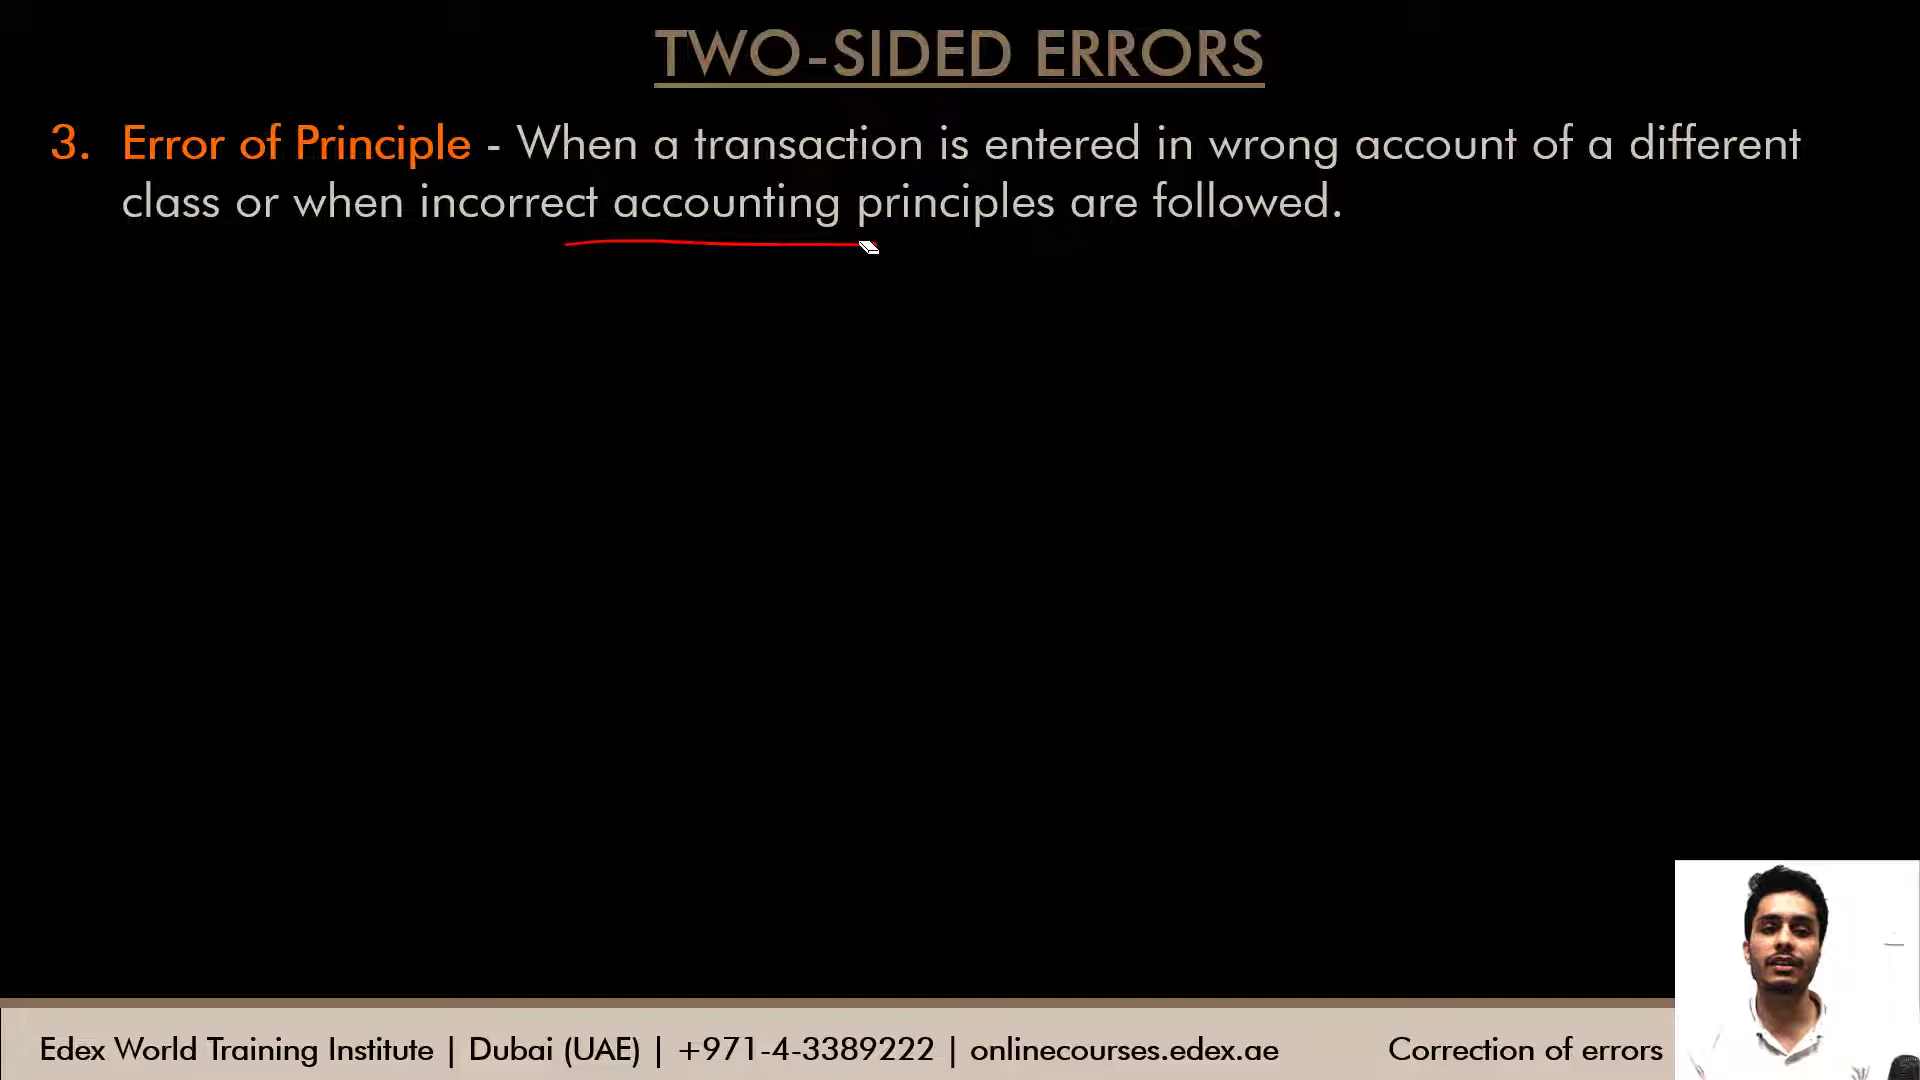 TWO-SIDED ERRORS
3. Error of Principle - When a transaction is entered in wrong account of a different
class or when incorrect accounting principles are followed.
Edex World Training Institute | Dubai (UAE) | +971-4-3389222 | onlinecourses.edex.ae Correction of errors